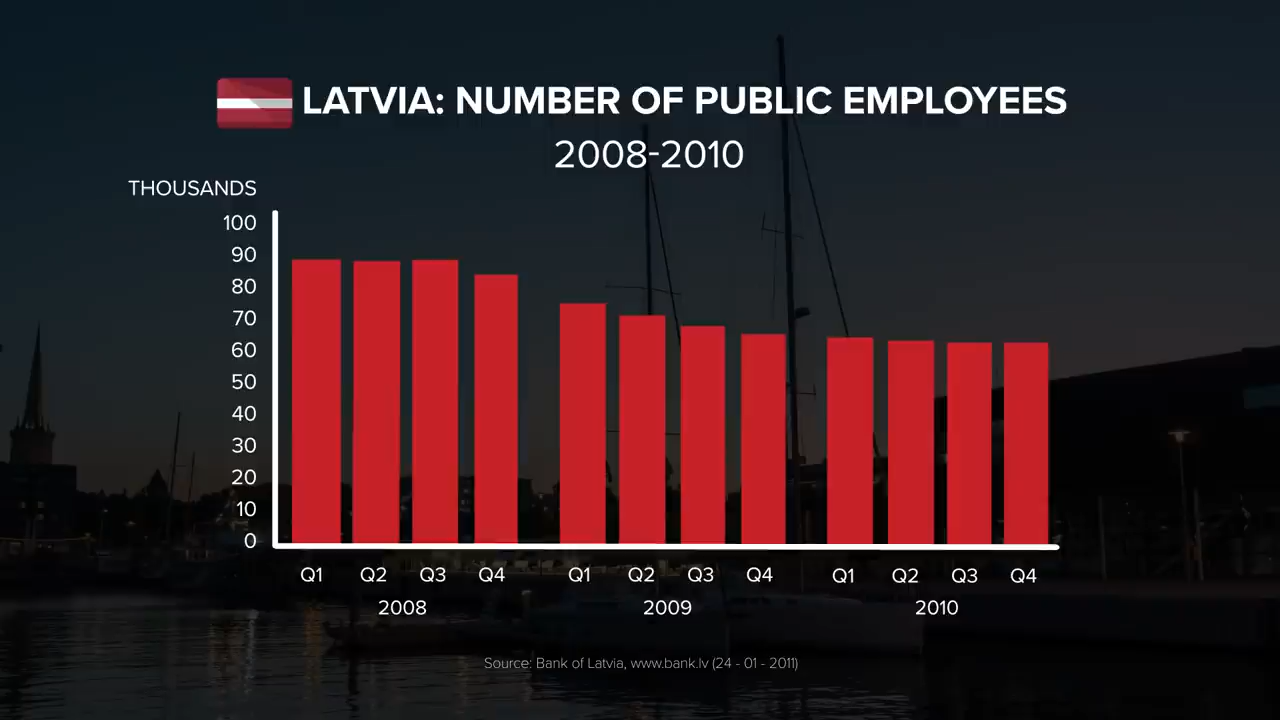 LATVIA: NUMBER OF PUBLIC EMPLOYEES
2008-2010
THOUSANDS
100
90
80
70
60
50
40
30
20
10
0
Q1 Q2 Q3 Q4 Q1 Q2 Q3 Q4 Q1 Q2 Q3 Q4
2008 2009 2010
Source: Bank of Latvia, www.bank.lv (24 - 01 - 2011)